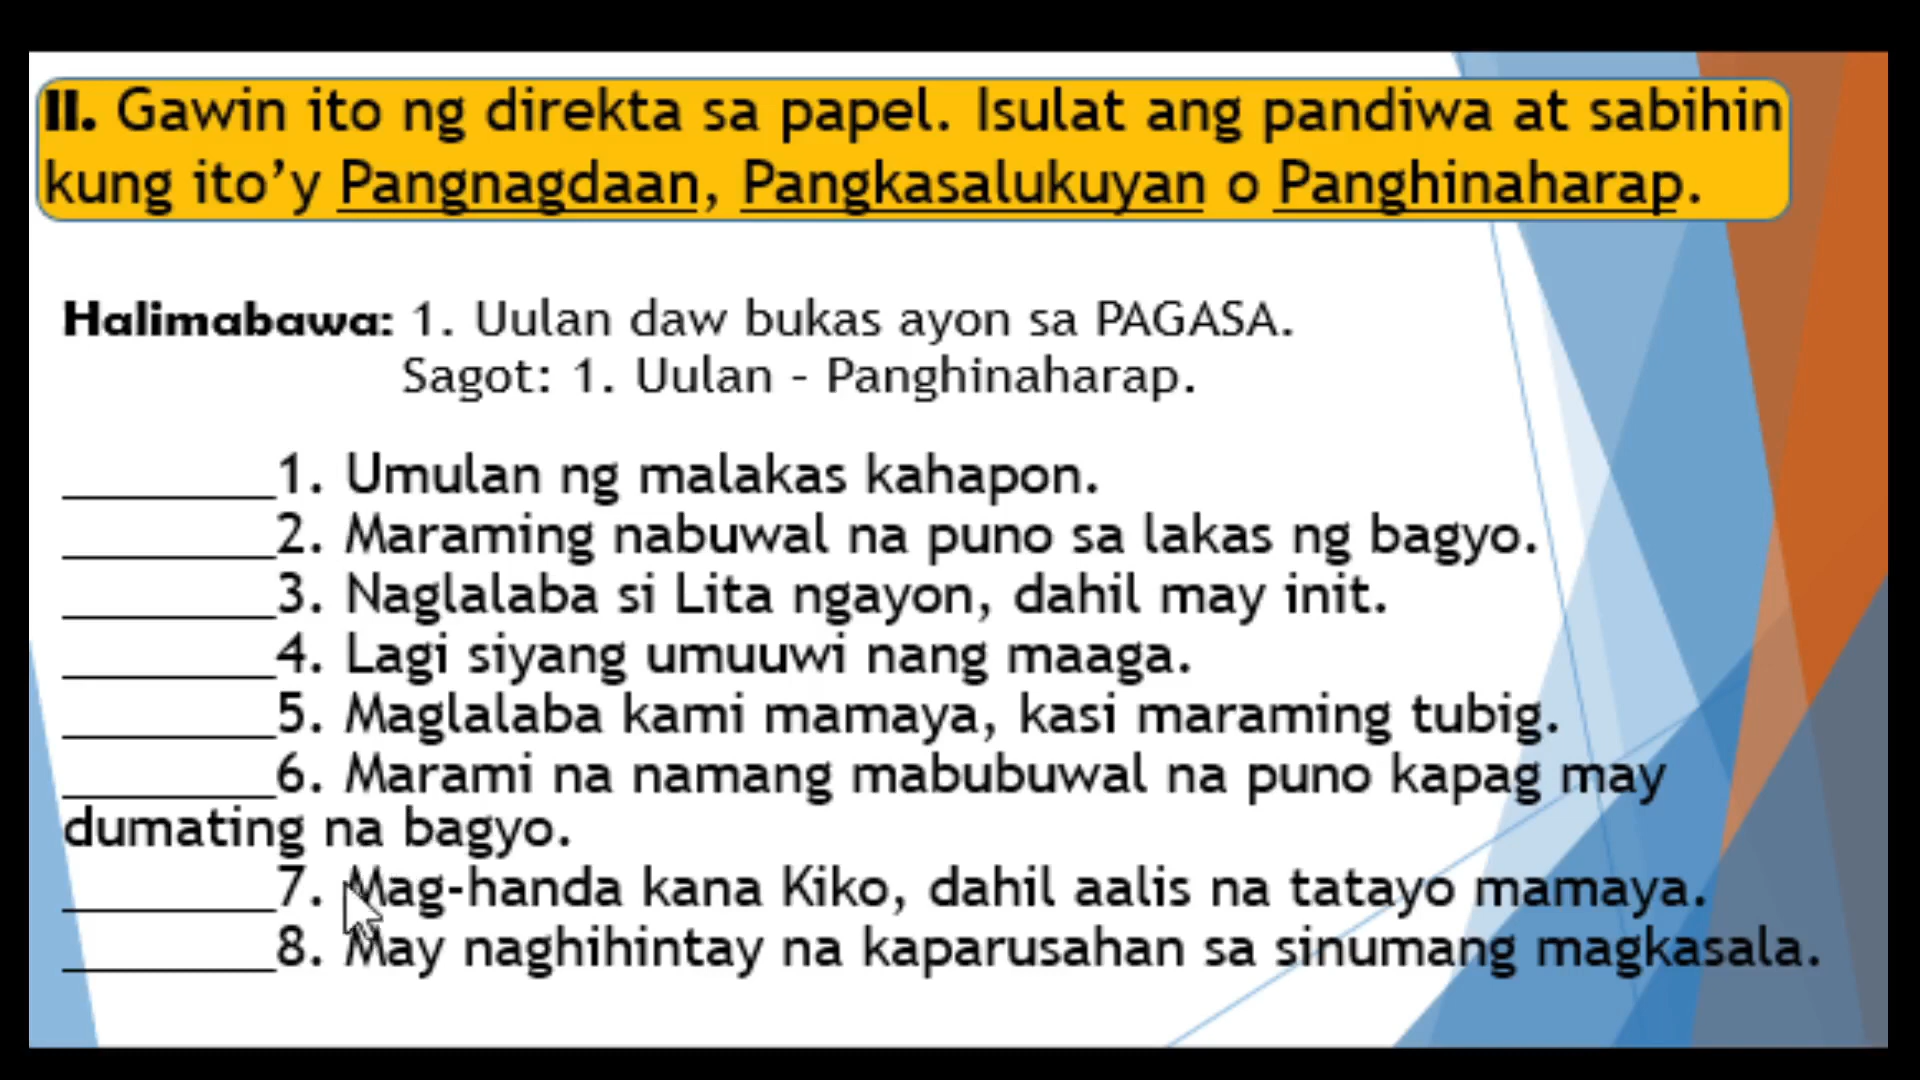 II. Gawin ito ng direkta sa papel. Isulat ang pandiwa at sabihin
kung ito’y Pangnagdaan, Pangkasalukuyan o Panghinaharap.
Halimabawa: 1. Uulan daw bukas ayon sa PAGASA.
Sagot: 1. Uulan - Panghinaharap.
________1. Umulan ng malakas kahapon.
________2. Maraming nabuwal na puno sa lakas ng bagyo.
________3. Naglalaba si Lita ngayon, dahil may init.
________4. Lagi siyang umuuwi nang maaga.
________5. Maglalaba kami mamaya, kasi maraming tubig.
________6. Marami na namang mabubuwal na puno kapag may
dumating na bagyo.
________7. Mag-handa kana Kiko, dahil aalis na tatayo mamaya.
________8. May naghihintay na kaparusahan sa sinumang magkasala.